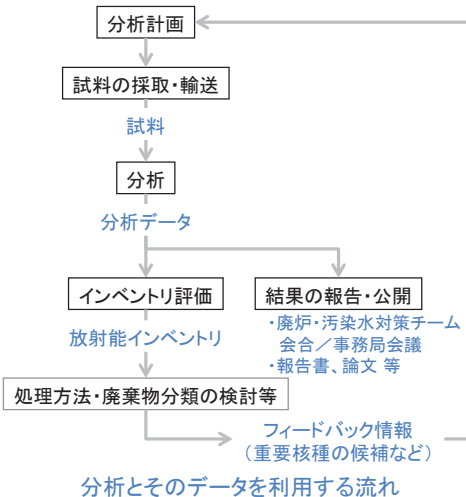 分析計画
試料の採取・輸送
試料
分析
分析データ
インベントリ評価
結果の報告・公開
・廃炉・汚染水対策チーム
会合／事務局会議
・報告書、論文 等
放射能インベントリ
処理方法・廃棄物分類の検討等
フィードバック情報
（重要核種の候補など）
分析とそのデータを利用する流れ